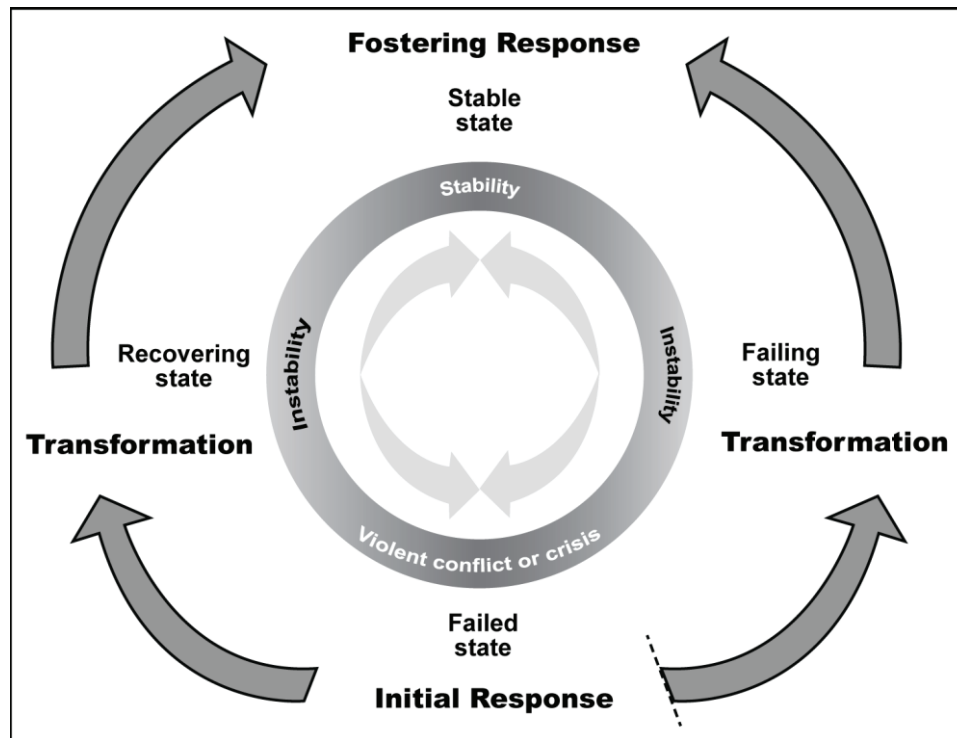 Fostering Response
Stable
state
Stability
Instability
Instability
Recovering
state
Failing
state
Transformation
Transformation
Violent conflict or crisis
Failed
state
Initial Response